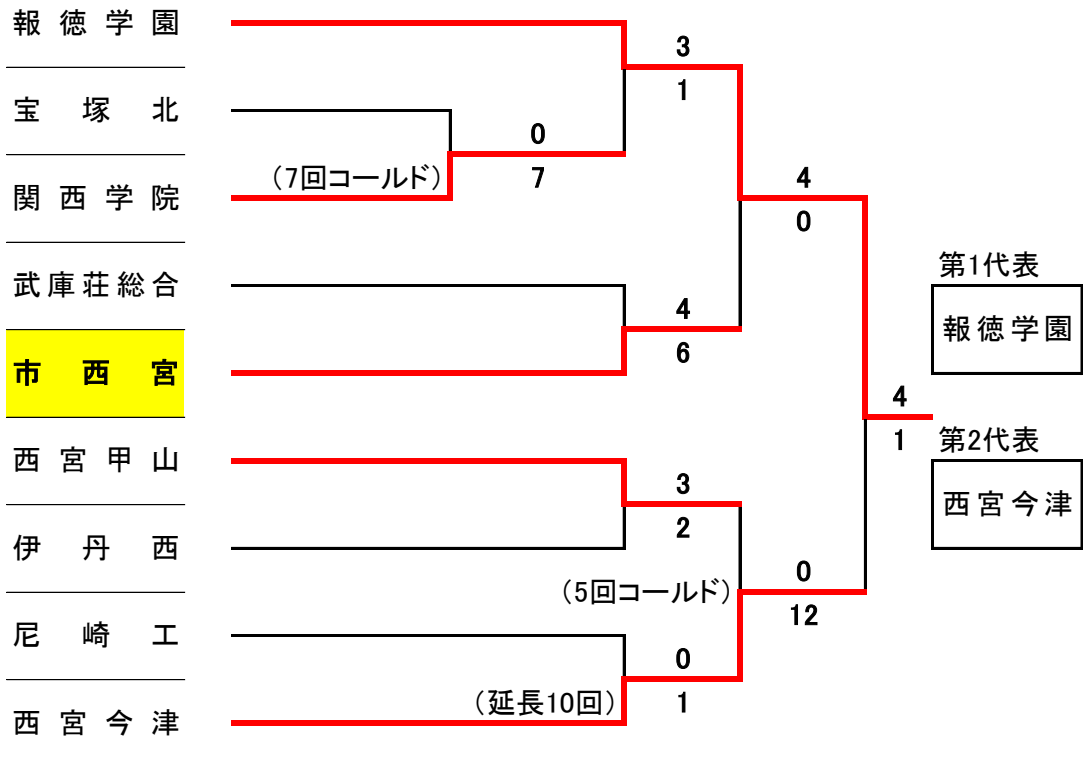 報徳学園
3
1
宝塚北
0
(7回コールド)
7
関西学院
4
0
武庫荘総合
4
6
市西宮
第1代表
報徳学園
4
1
西宮甲山
3
2
第2代表
西宮今津
伊丹西
(5回コールド)
0
12
尼崎工
0
(延長10回)
1
西宮今津